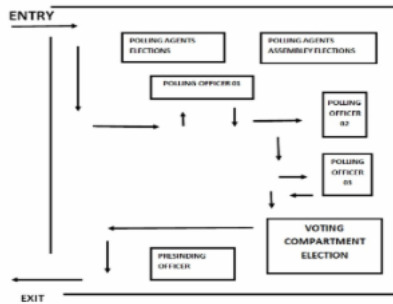 ENTRY
POLLING AGENTS
ELECTIONS
POLLING AGENTS
ASSEMBLEY ELECTIONS
POLLING OFFICER 01
POLLING
OFFICER
02
POLLING
OFFICER
03
VOTING
COMPARTMENT
ELECTION
PRESINDING
OFFICER
EXIT